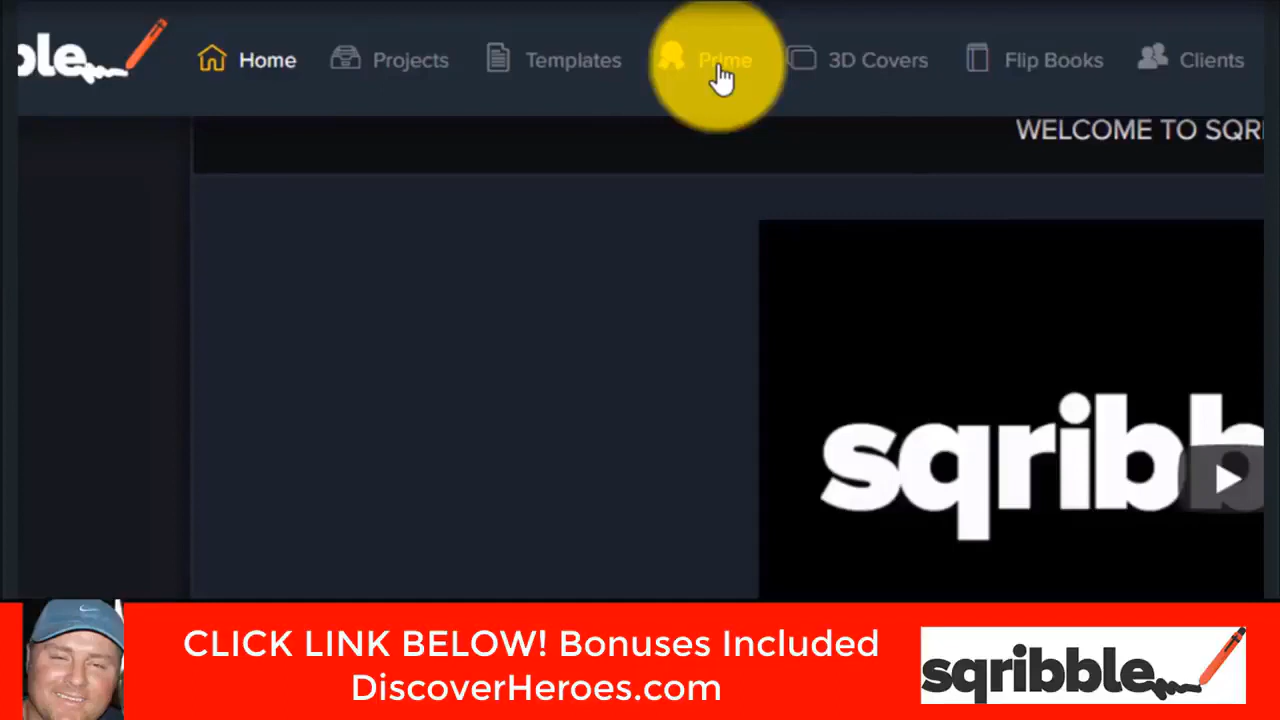 ble
Home
Projects
Templates
Prime
3D Covers
Flip Books
Clients
WELCOME TO SQR
sqribb
CLICK LINK BELOW! Bonuses Included
DiscoverHeroes.com
sqribble